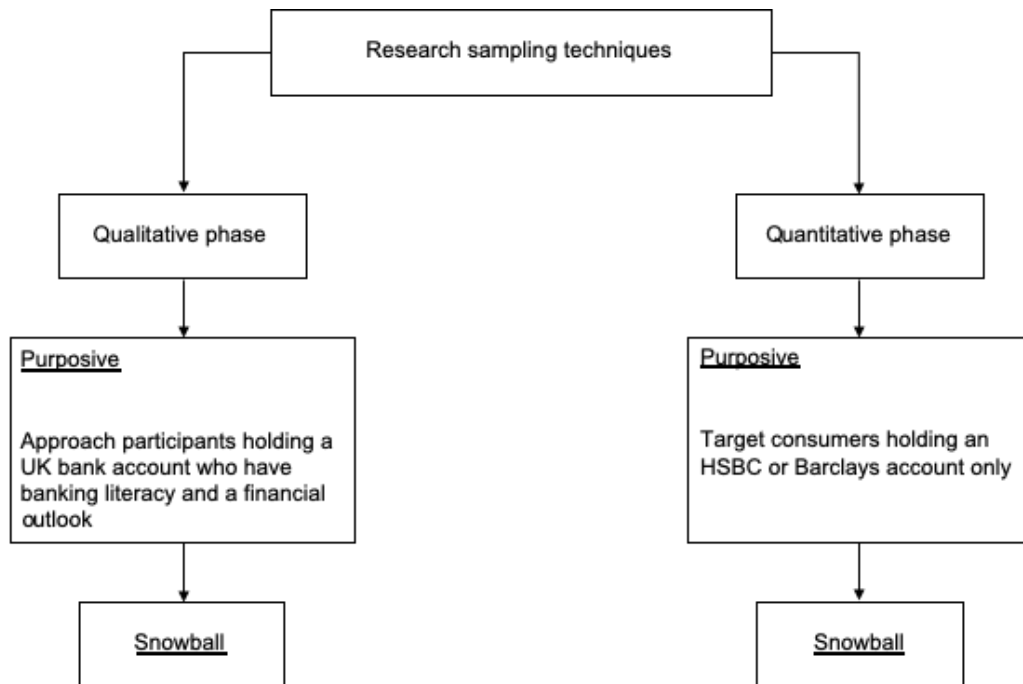 Research sampling techniques
Qualitative phase
Quantitative phase
Purposive
Approach participants holding a
UK bank account who have
banking literacy and a financial
outlook
Purposive
Target consumers holding an
HSBC or Barclays account only
Snowball
Snowball